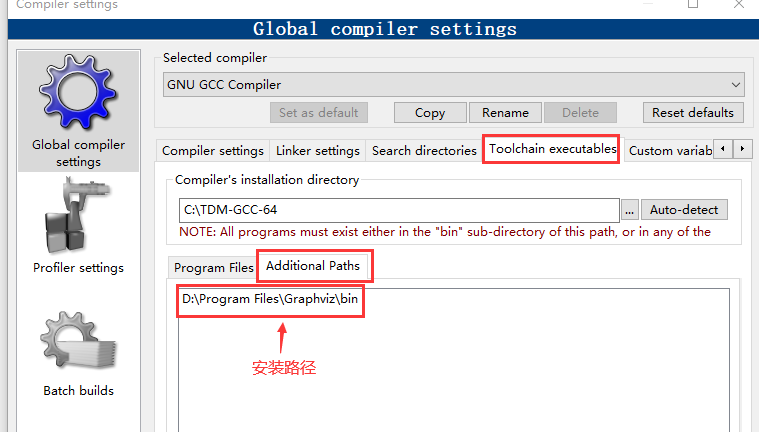 Compiler settings
Global compiler settings
Global compiler
settings
Profiler settings
Batch builds
Selected compiler
GNU GCC Compiler
Set as default
Copy
Rename
Delete
Reset defaults
Compiler settings
Linker settings
Search directories
Toolchain executables
Custom variab
Compiler's installation directory
C:\TDM-GCC-64
...
Auto-detect
NOTE: All programs must exist either in the "bin" sub-directory of this path, or in any of the
Program Files
Additional Paths
D:\Program Files\Graphviz\bin
安装路径